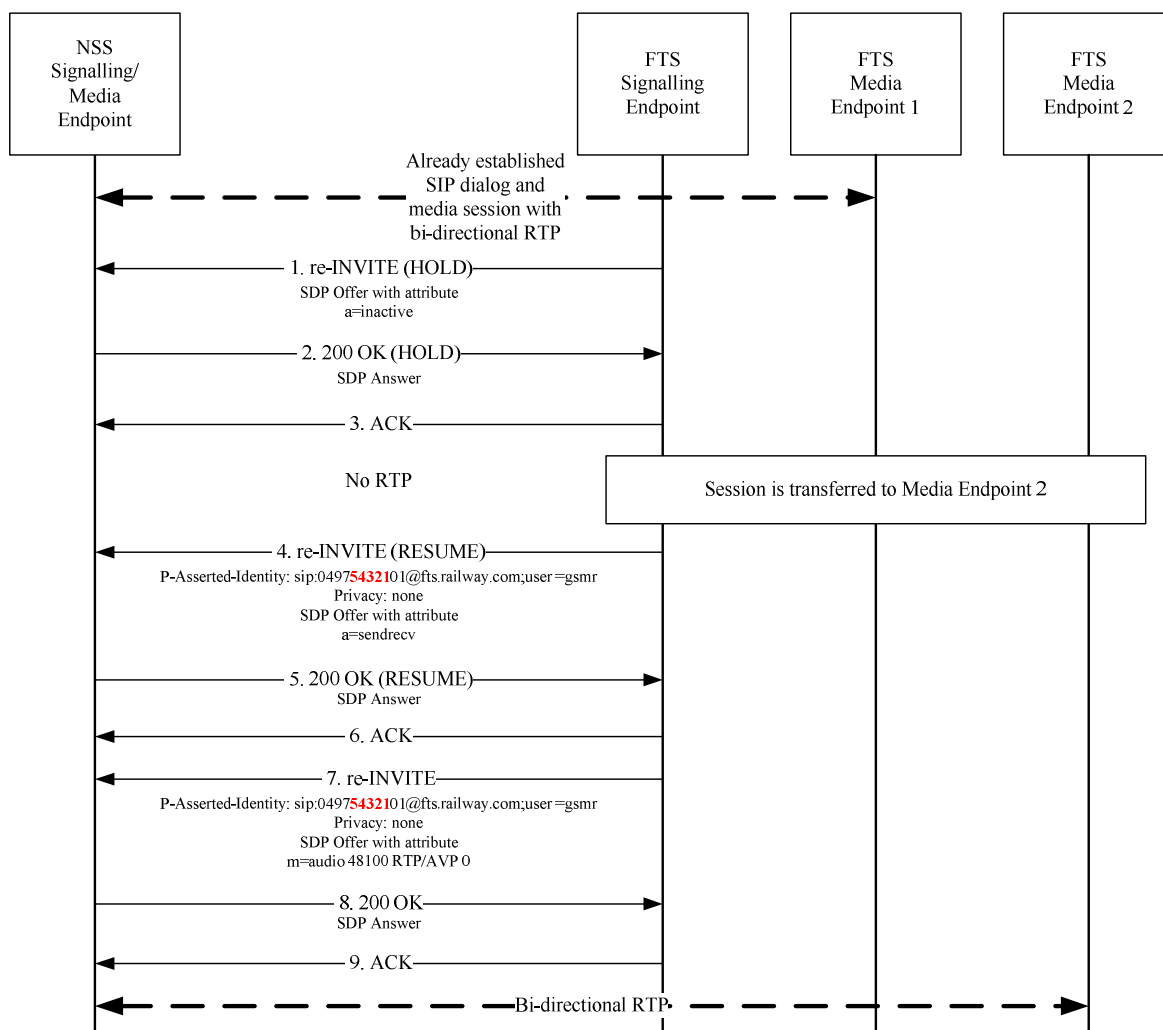 NSS
Signalling/
Media
Endpoint
FTS
Signalling
Endpoint
FTS
Media
Endpoint 1
FTS
Media
Endpoint 2
Already established
SIP dialog and
media session with
bi-directional RTP
1. re-INVITE (HOLD)
SDP Offer with attribute
a=inactive
2. 200 OK (HOLD)
SDP Answer
3. ACK
No RTP
Session is transferred to Media Endpoint 2
4. re-INVITE (RESUME)
P-Asserted-Identity: sip:04975432101@fts.railway.com;user=gsmr
Privacy: none
SDP Offer with attribute
a=sendrecv
5. 200 OK (RESUME)
SDP Answer
6. ACK
7. re-INVITE
P-Asserted-Identity: sip:04975432101@fts.railway.com;user=gsmr
Privacy: none
SDP Offer with attribute
m=audio 48100 RTP/AVP 0
8. 200 OK
SDP Answer
9. ACK
Bi-directional RTP